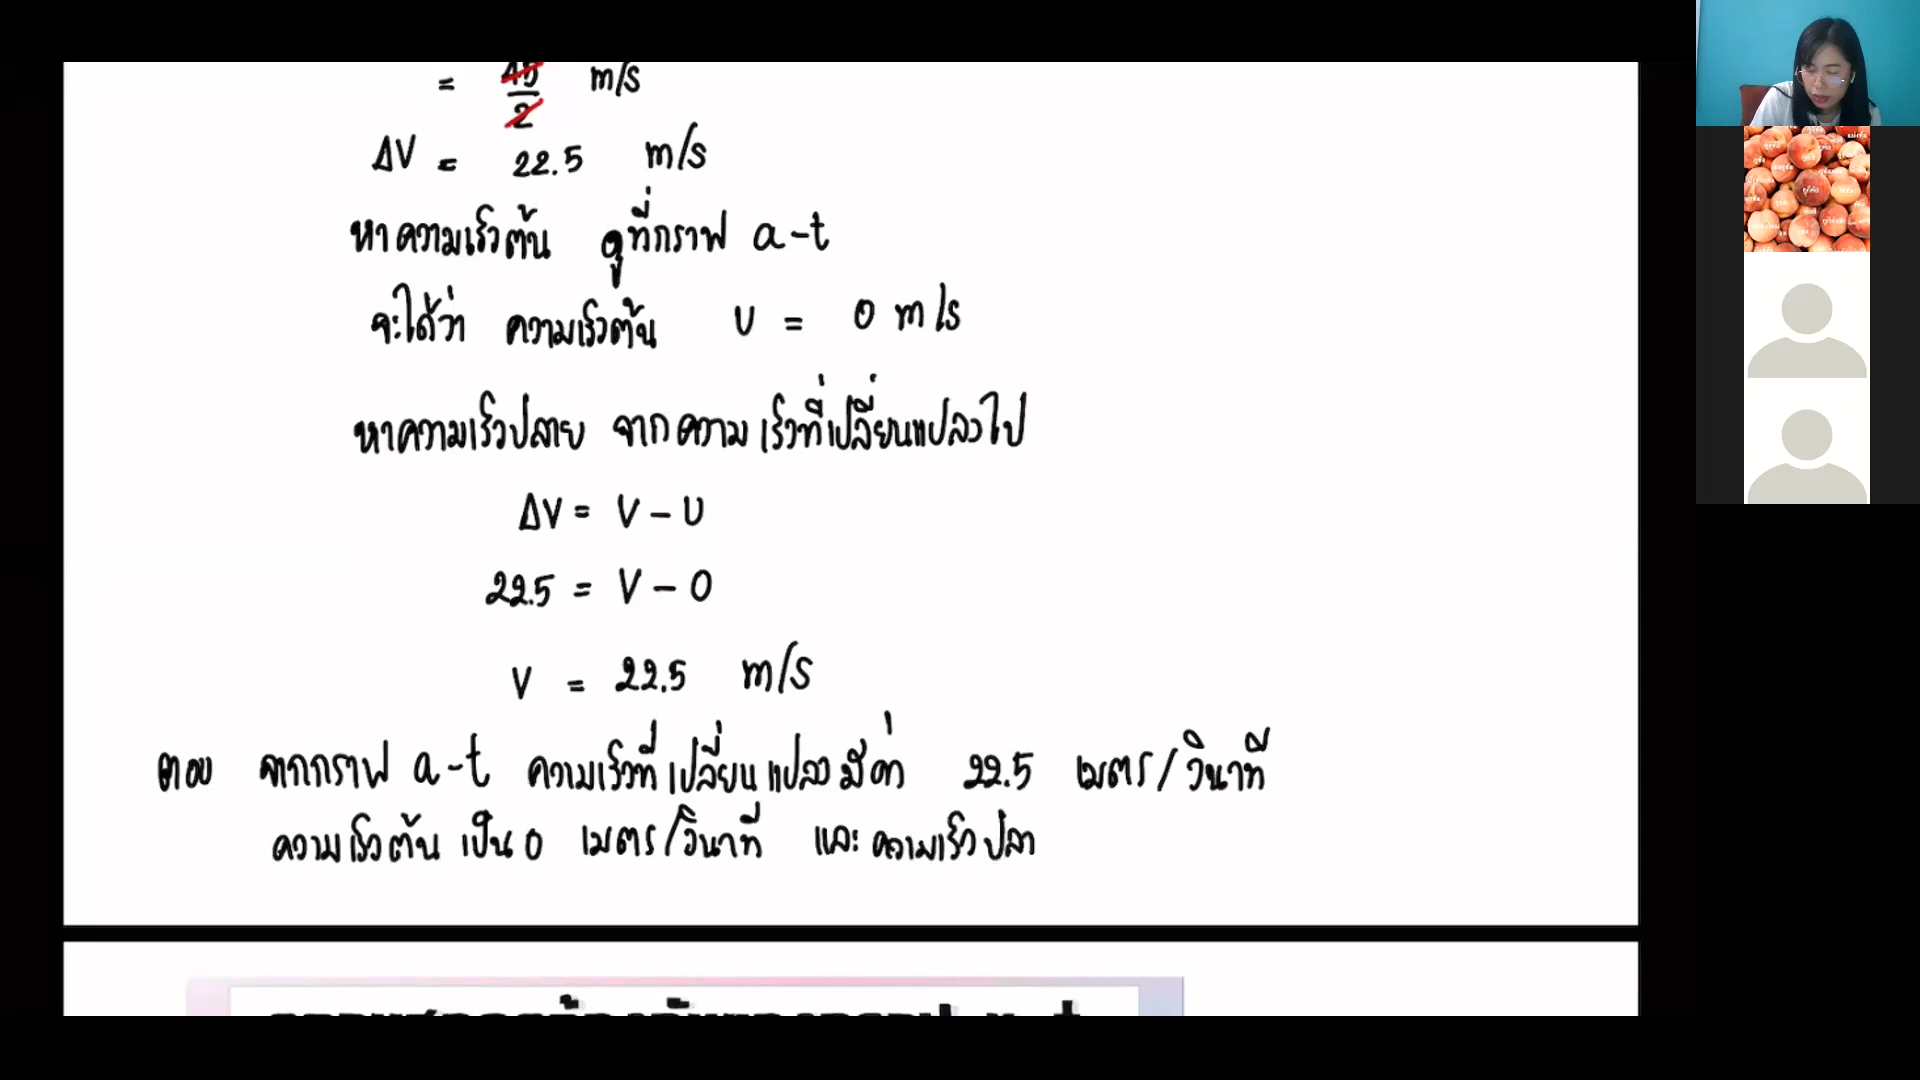 = 45/2 m/s
ΔV = 22.5 m/s
หาความเร็วต้น ดูที่กราฟ a-t
จะได้ว่า ความเร็วต้น u = 0 m/s
หาความเร็วปลาย จากความเร็วที่เปลี่ยนแปลงไป
ΔV = V - u
22.5 = V - 0
V = 22.5 m/s
ตอบ จากกราฟ a-t ความเร็วที่เปลี่ยนแปลงมีค่า 22.5 เมตร/วินาที
ความเร็วต้น เป็น 0 เมตร/วินาที และความเร็วปลา